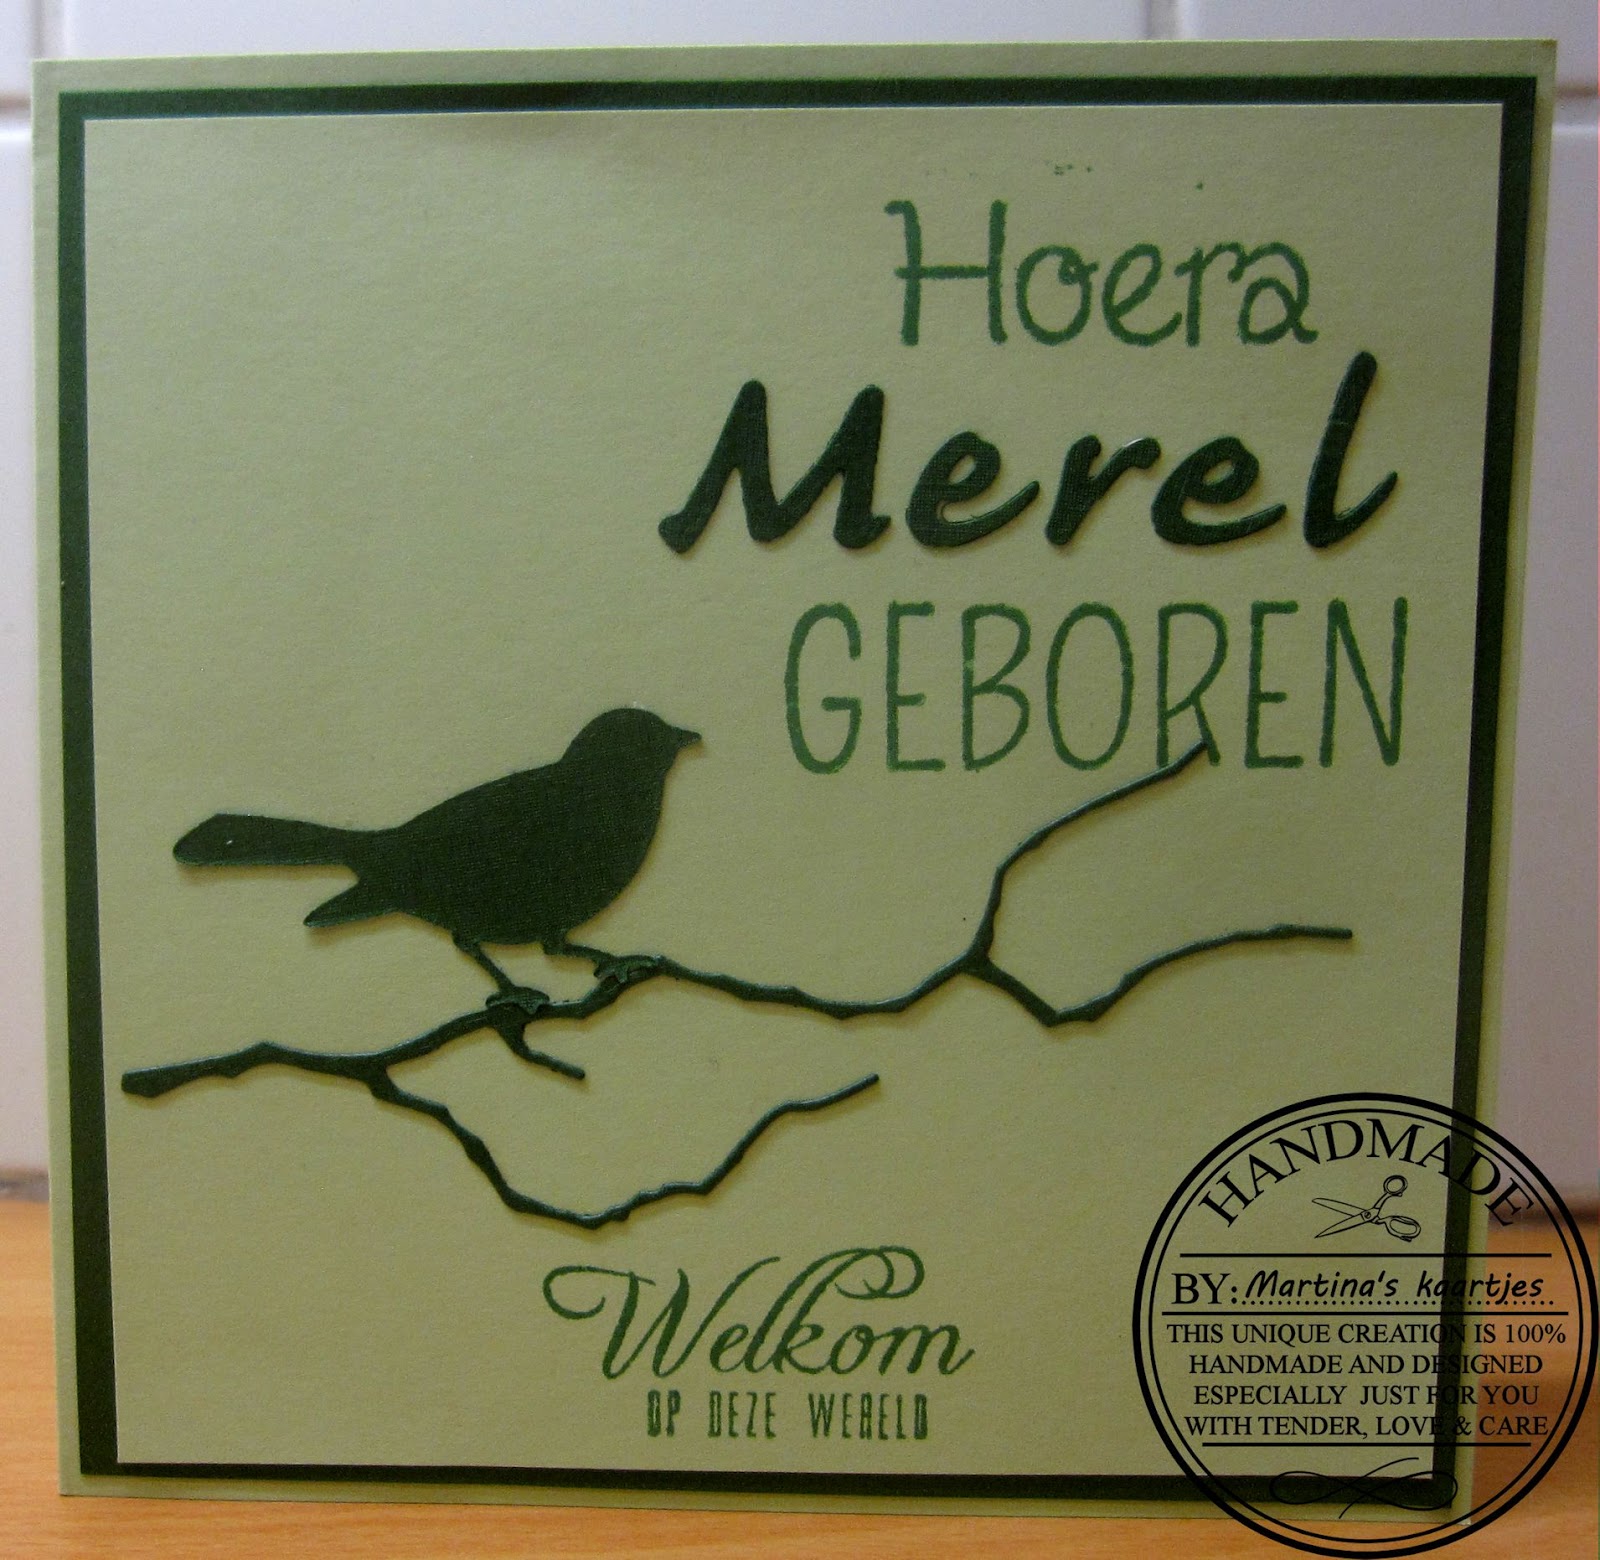 Hoera
Merel
GEBOREN
Welkom
OP DEZE WERELD
HANDMADE
BY: Martina's kaartjes
THIS UNIQUE CREATION IS 100%
HANDMADE AND DESIGNED
ESPECIALLY JUST FOR YOU
WITH TENDER, LOVE & CARE